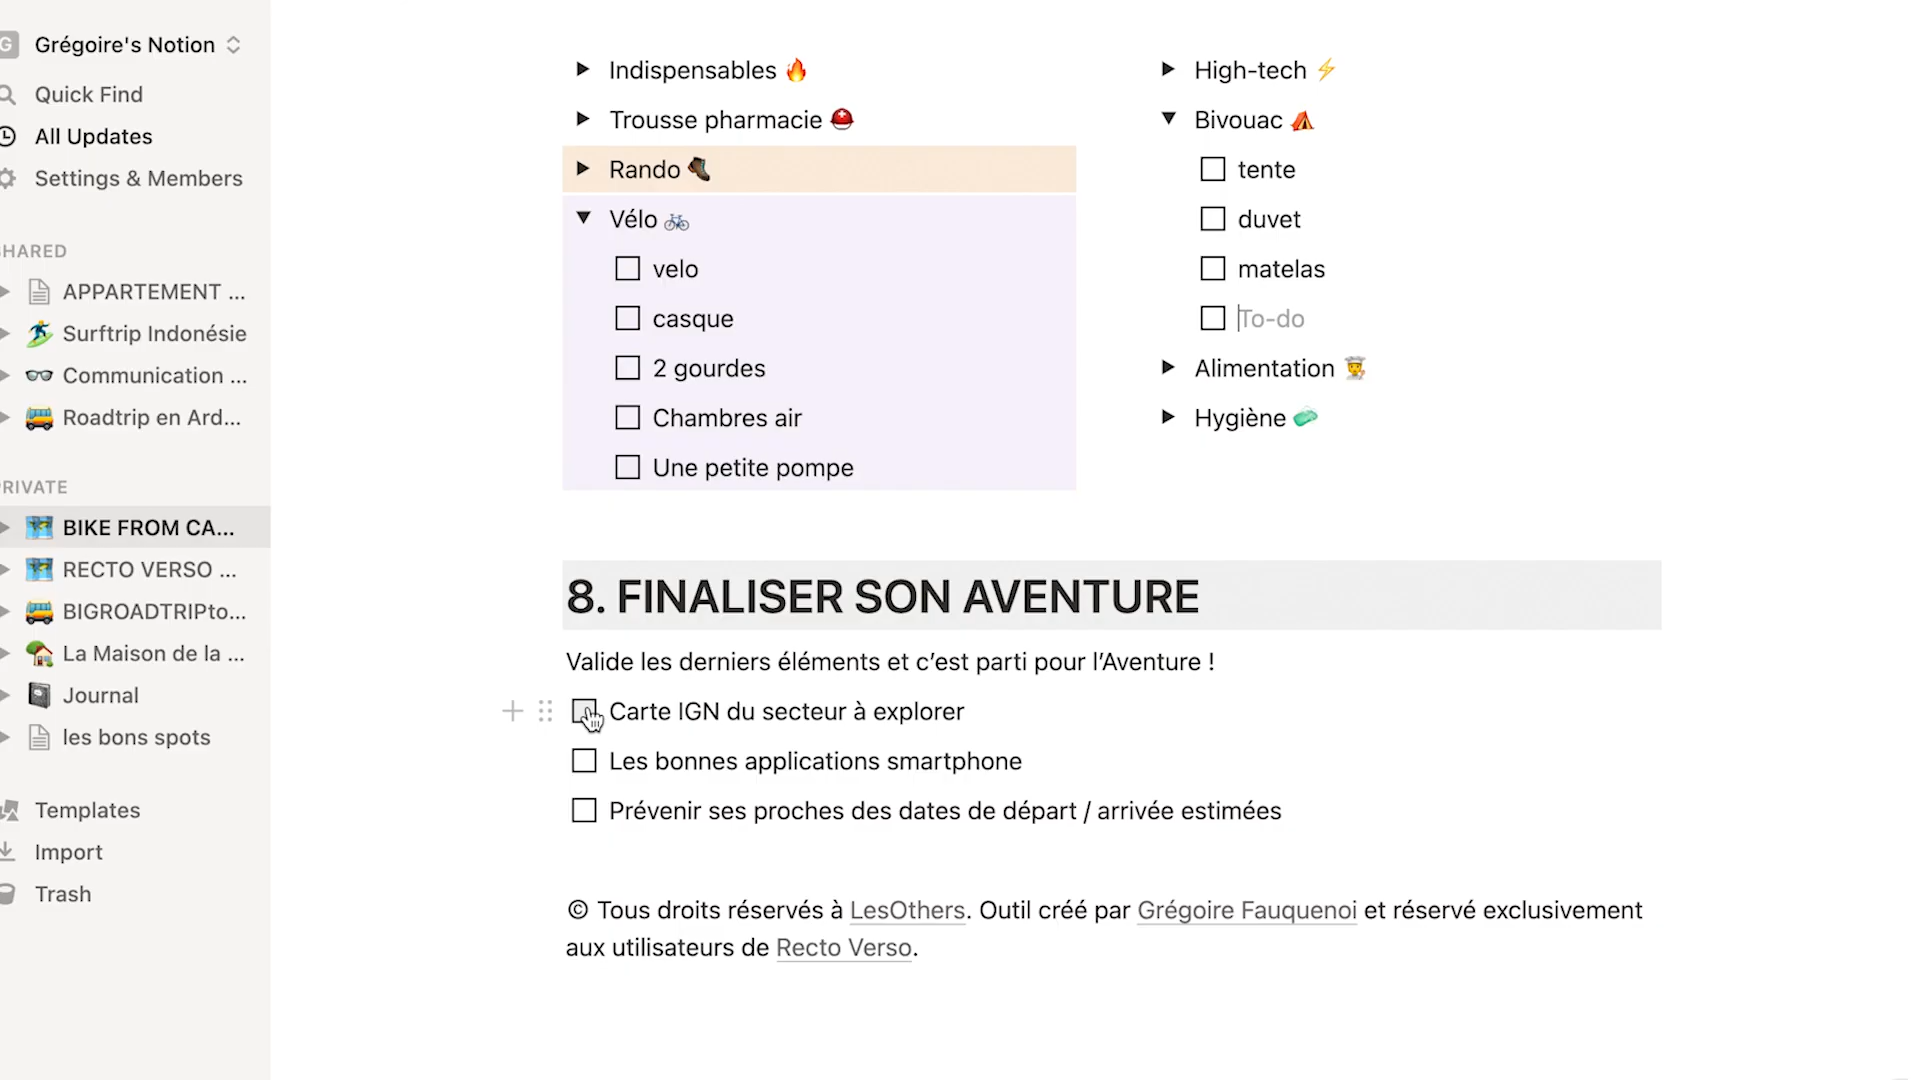 G Grégoire's Notion
Quick Find
All Updates
Settings & Members
SHARED
APPARTEMENT ...
Surftrip Indonésie
Communication ...
Roadtrip en Ard...
PRIVATE
BIKE FROM CA...
RECTO VERSO ...
BIGROADTRIPto...
La Maison de la ...
Journal
les bons spots
Templates
Import
Trash
Indispensables 🔥
Trousse pharmacie ⛑️
Rando 🥾
Vélo 🚲
velo
casque
2 gourdes
Chambres air
Une petite pompe
High-tech ⚡
Bivouac ⛺
tente
duvet
matelas
To-do
Alimentation 👨‍🍳
Hygiène 🧼
8. FINALISER SON AVENTURE
Valide les derniers éléments et c’est parti pour l’Aventure !
Carte IGN du secteur à explorer
Les bonnes applications smartphone
Prévenir ses proches des dates de départ / arrivée estimées
© Tous droits réservés à LesOthers. Outil créé par Grégoire Fauquenoi et réservé exclusivement
aux utilisateurs de Recto Verso.